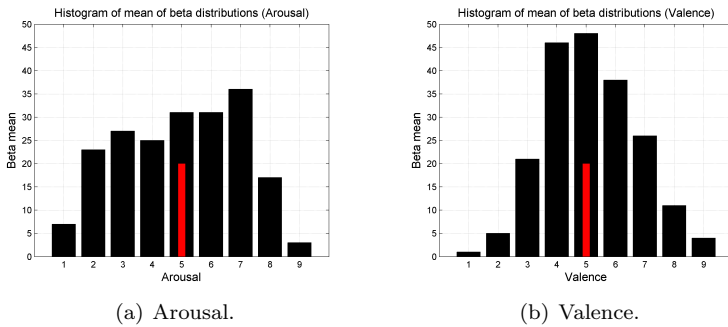 Histogram of mean of beta distributions (Arousal)
50
45
40
35
30
25
20
15
10
5
0
Beta mean
1 2 3 4 5 6 7 8 9
Arousal
(a) Arousal.
Histogram of mean of beta distributions (Valence)
50
45
40
35
30
25
20
15
10
5
0
Beta mean
1 2 3 4 5 6 7 8 9
Valence
(b) Valence.